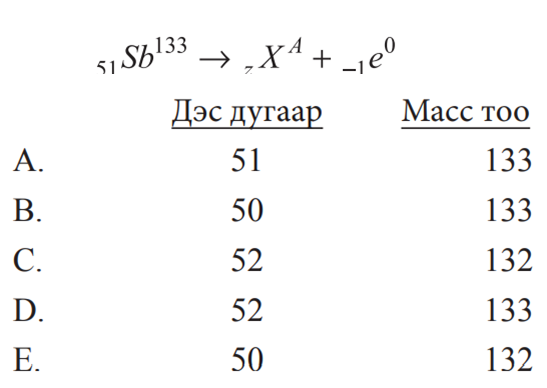 ₅₁Sb¹³³ → _zX^A + ₋₁e⁰
Дэс дугаар Масс тоо
A. 51 133
B. 50 133
C. 52 132
D. 52 133
E. 50 132